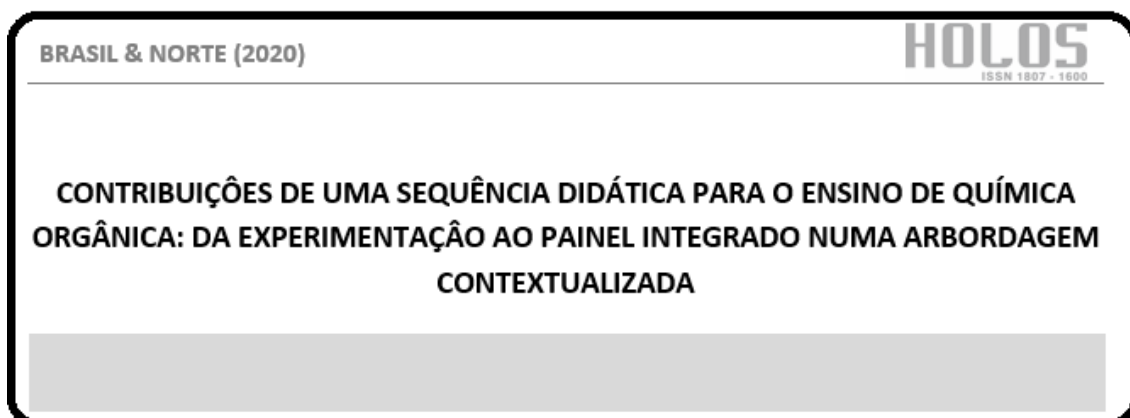 BRASIL & NORTE (2020)
HOLOS
ISSN 1807 - 1600
CONTRIBUIÇÔES DE UMA SEQUÊNCIA DIDÁTICA PARA O ENSINO DE QUÍMICA
ORGÂNICA: DA EXPERIMENTAÇÂO AO PAINEL INTEGRADO NUMA ARBORDAGEM
CONTEXTUALIZADA